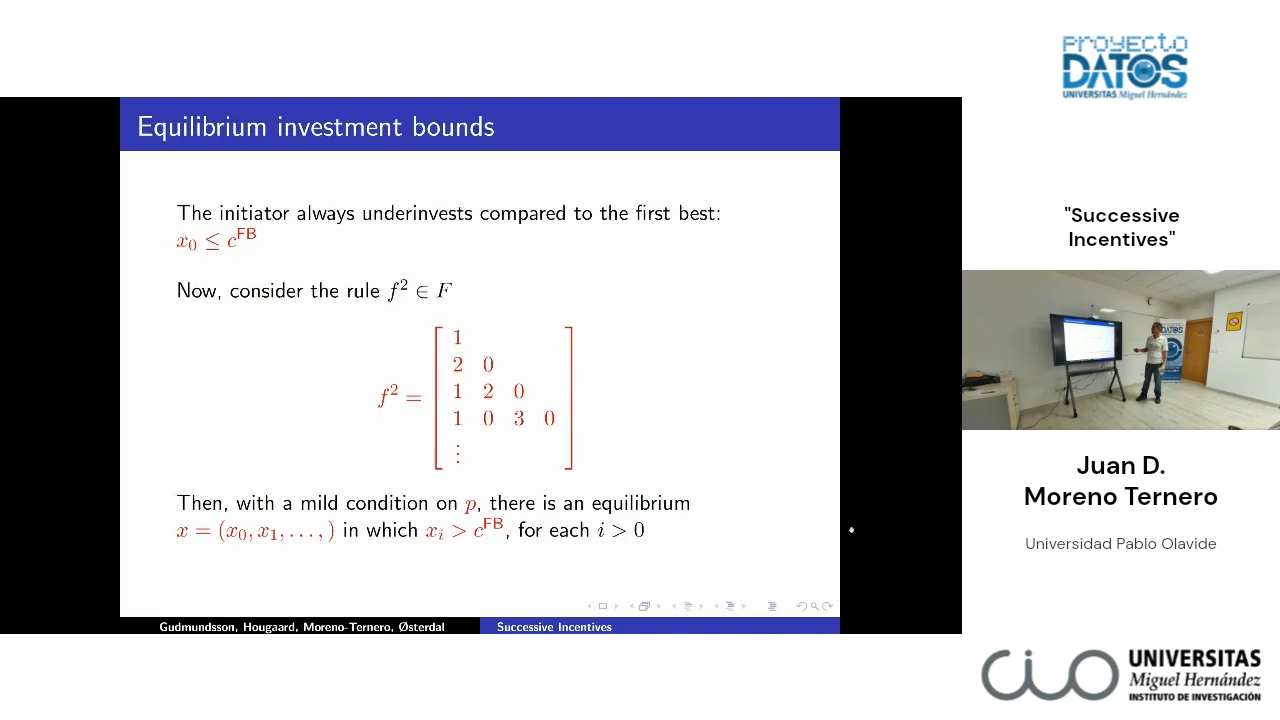 Equilibrium investment bounds
The initiator always underinvests compared to the first best:
x₀ ≤ c^FB
Now, consider the rule f² ∈ F
f² =
1
2 0
1 2 0
1 0 3 0
⋮
Then, with a mild condition on p, there is an equilibrium
x = (x₀, x₁, . . . , ) in which xᵢ > c^FB, for each i > 0
Gudmundsson, Hougaard, Moreno-Ternero, Østerdal
Successive Incentives
PROYECTO
DATOS
UNIVERSITAS Miguel Hernández
"Successive
Incentives"
DATOS
Juan D.
Moreno Ternero
Universidad Pablo Olavide
CIO
UNIVERSITAS
Miguel Hernández
INSTITUTO DE INVESTIGACIÓN